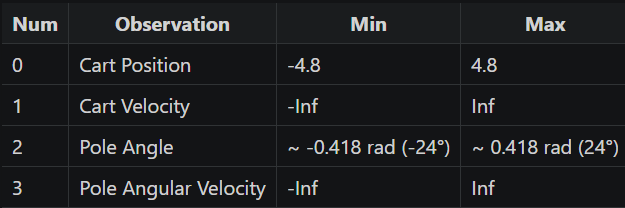 Num Observation Min Max
0 Cart Position -4.8 4.8
1 Cart Velocity -Inf Inf
2 Pole Angle ~ -0.418 rad (-24°) ~ 0.418 rad (24°)
3 Pole Angular Velocity -Inf Inf